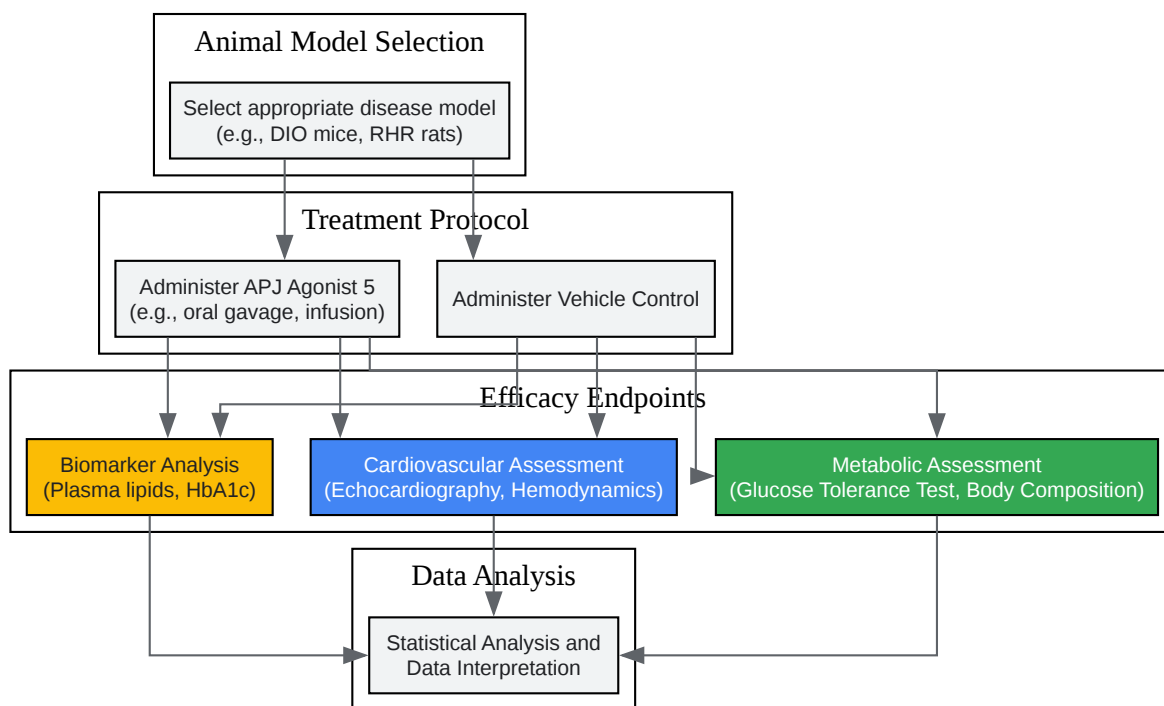 Animal Model Selection
Select appropriate disease model
(e.g., DIO mice, RHR rats)
Treatment Protocol
Administer APJ Agonist 5
(e.g., oral gavage, infusion)
Administer Vehicle Control
Efficacy Endpoints
Biomarker Analysis
(Plasma lipids, HbA1c)
Cardiovascular Assessment
(Echocardiography, Hemodynamics)
Metabolic Assessment
(Glucose Tolerance Test, Body Composition)
Data Analysis
Statistical Analysis and
Data Interpretation